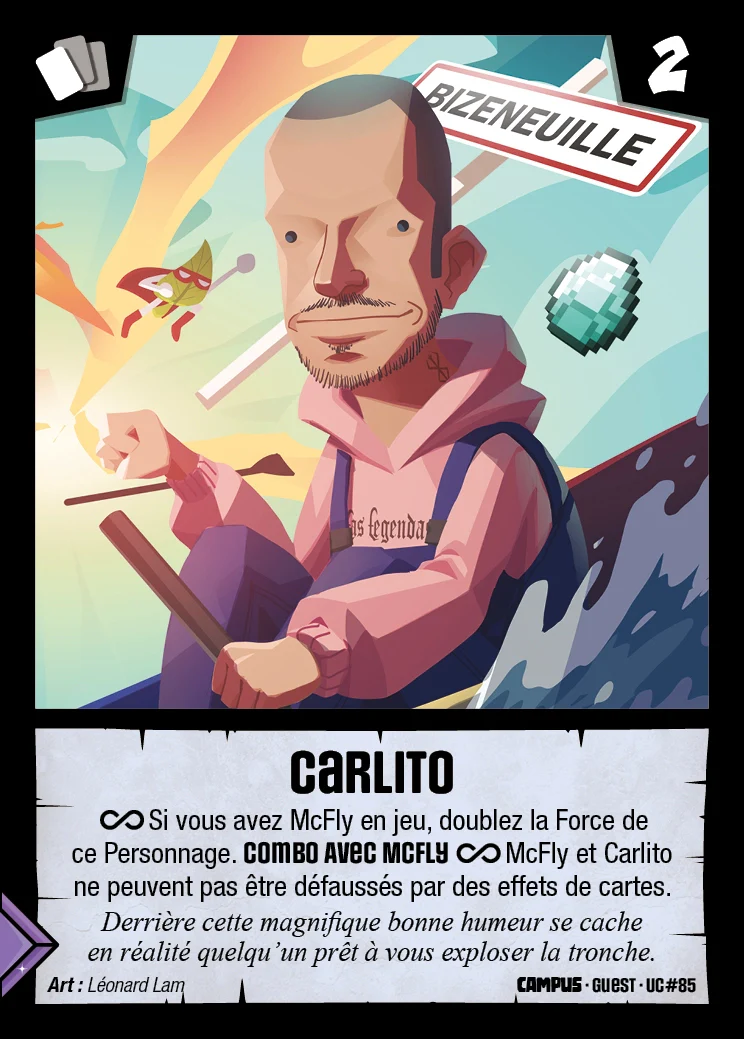 2
BIZENEUILLE
as legendas
CARLITO
Si vous avez McFly en jeu, doublez la Force de
ce Personnage. COMBO AVEC MCFLY McFly et Carlito
ne peuvent pas être défaussés par des effets de cartes.
Derrière cette magnifique bonne humeur se cache
en réalité quelqu'un prêt à vous exploser la tronche.
Art : Léonard Lam
CAMPUS · GUEST · UC#85